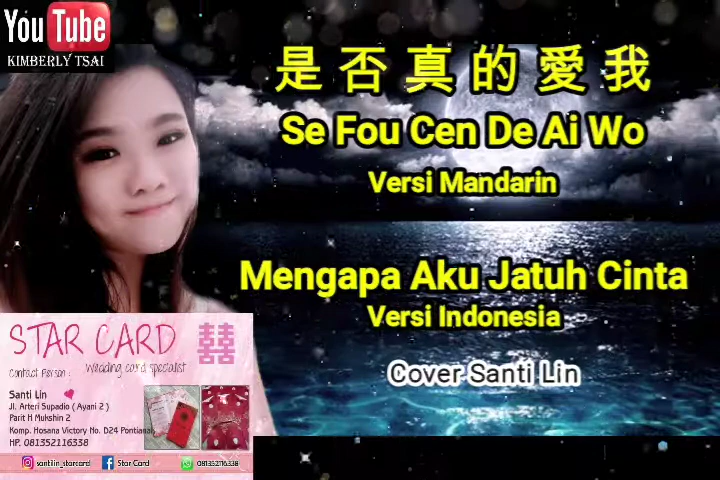 YouTube
KIMBERLY TSAI
是否真的愛我
Se Fou Cen De Ai Wo
Versi Mandarin
Mengapa Aku Jatuh Cinta
Versi Indonesia
Cover Santi Lin
STAR CARD 囍
Wedding card specialist
Contact Person :
Santi Lin
Jl. Arteri Supadio ( Ayani 2 )
Parit H Mukshin 2
Komp. Hosana Victory No. D24 Pontianak
HP. 081352116338
santilin_starcard Star Card 081352116338